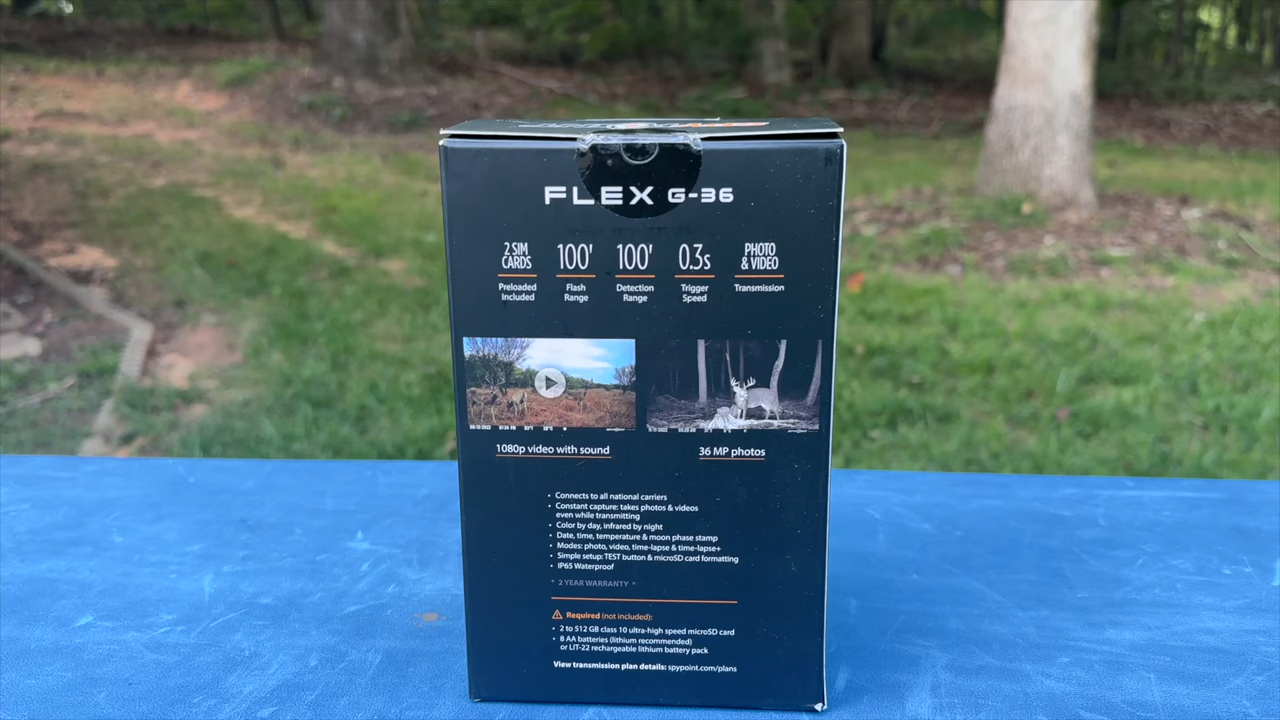 FLEX G-36
2 SIM CARDS
Preloaded Included
100'
Flash Range
100'
Detection Range
0.3s
Trigger Speed
PHOTO & VIDEO
Transmission
1080p video with sound
36 MP photos
• Connects to all national carriers
• Constant capture: takes photos & videos
even while transmitting
• Color by day, infrared by night
• Date, time, temperature & moon phase stamp
• Modes: photo, video, time-lapse & time-lapse+
• Simple setup: TEST button & microSD card formatting
• IP65 Waterproof
* 2 YEAR WARRANTY *
Required (not included):
• 2 to 512 GB class 10 ultra-high speed microSD card
• 8 AA batteries (lithium recommended)
or LIT-22 rechargeable lithium battery pack
View transmission plan details: spypoint.com/plans